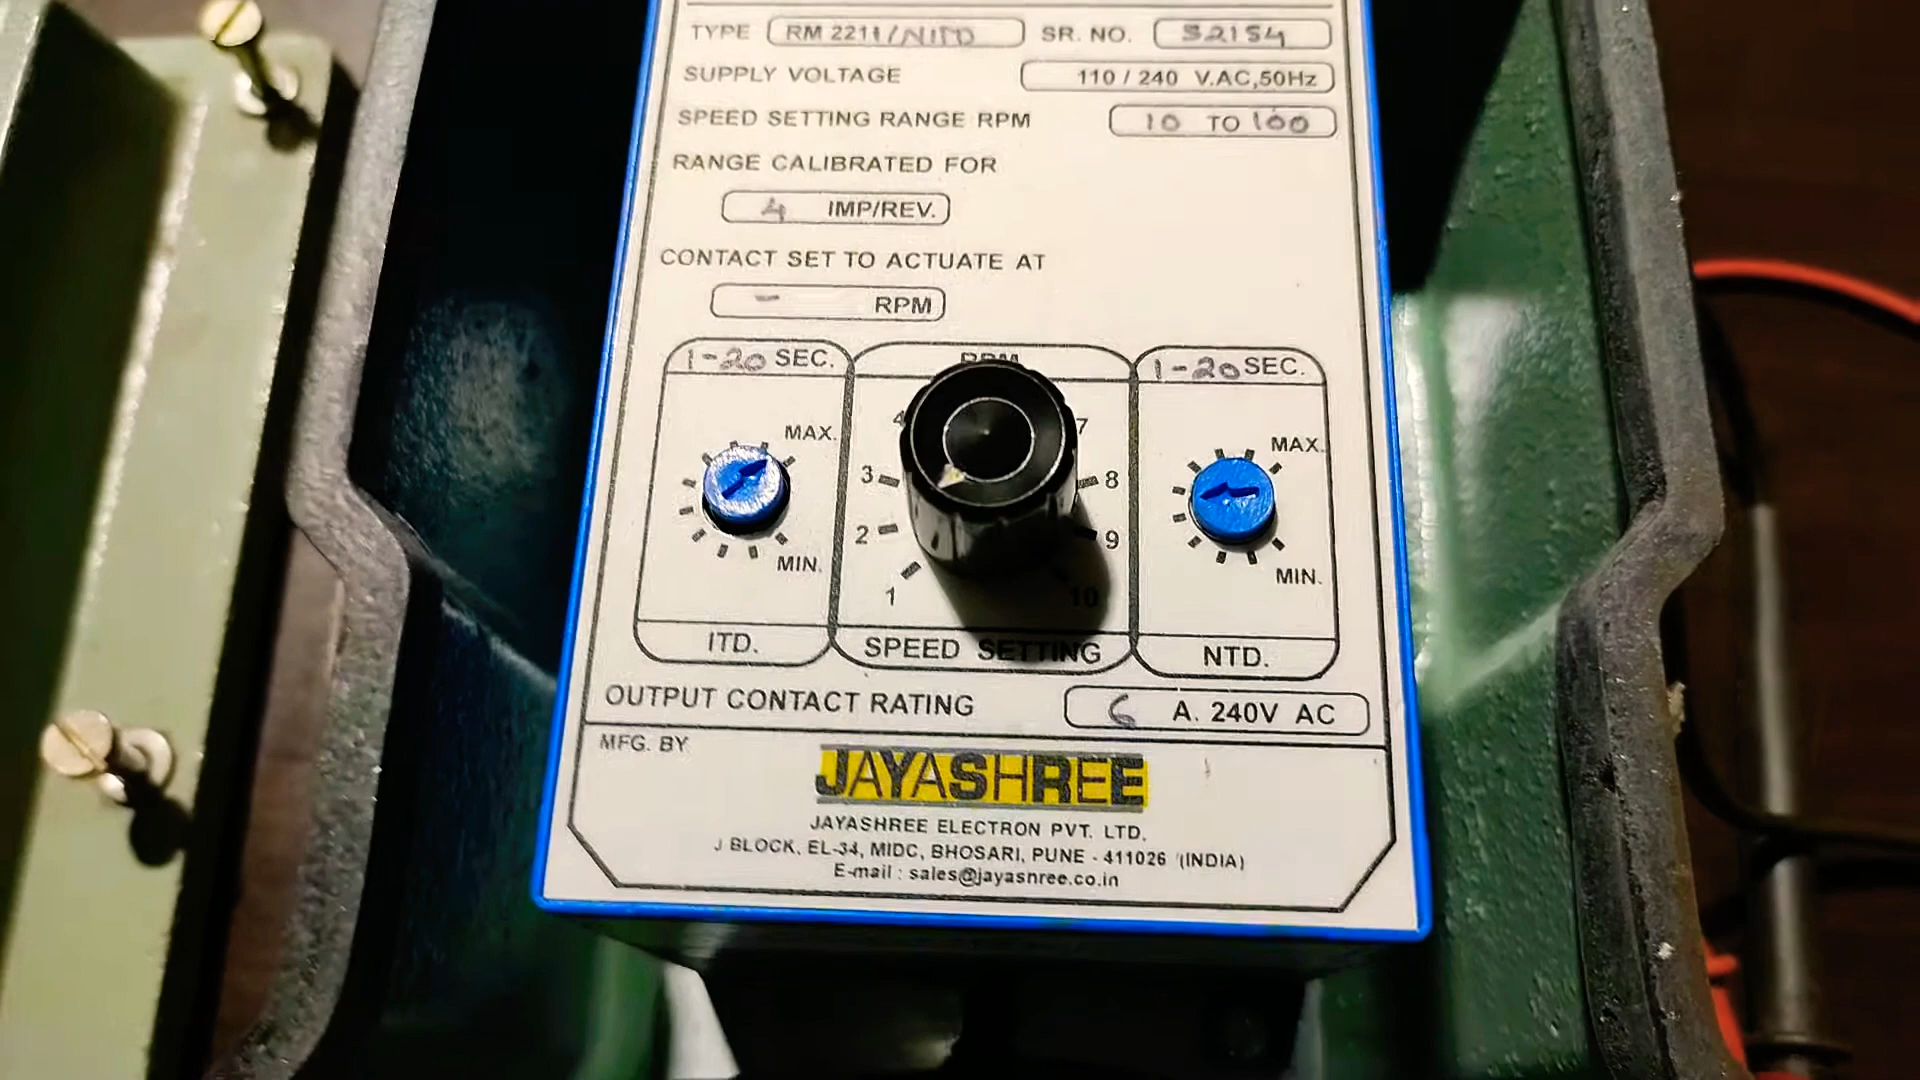 TYPE RM 2211/NITD SR. NO. 52154
SUPPLY VOLTAGE 110 / 240 V.AC,50Hz
SPEED SETTING RANGE RPM 10 TO 100
RANGE CALIBRATED FOR
4 IMP/REV.
CONTACT SET TO ACTUATE AT
- RPM
1-20 SEC. RPM 1-20 SEC.
MAX. 4 7 MAX.
3 8
2 9
MIN. 1 10 MIN.
ITD. SPEED SETTING NTD.
OUTPUT CONTACT RATING 6 A. 240V AC
MFG. BY
JAYASHREE
JAYASHREE ELECTRON PVT. LTD.
J BLOCK, EL-34, MIDC, BHOSARI, PUNE - 411026 (INDIA)
E-mail : sales@jayashree.co.in